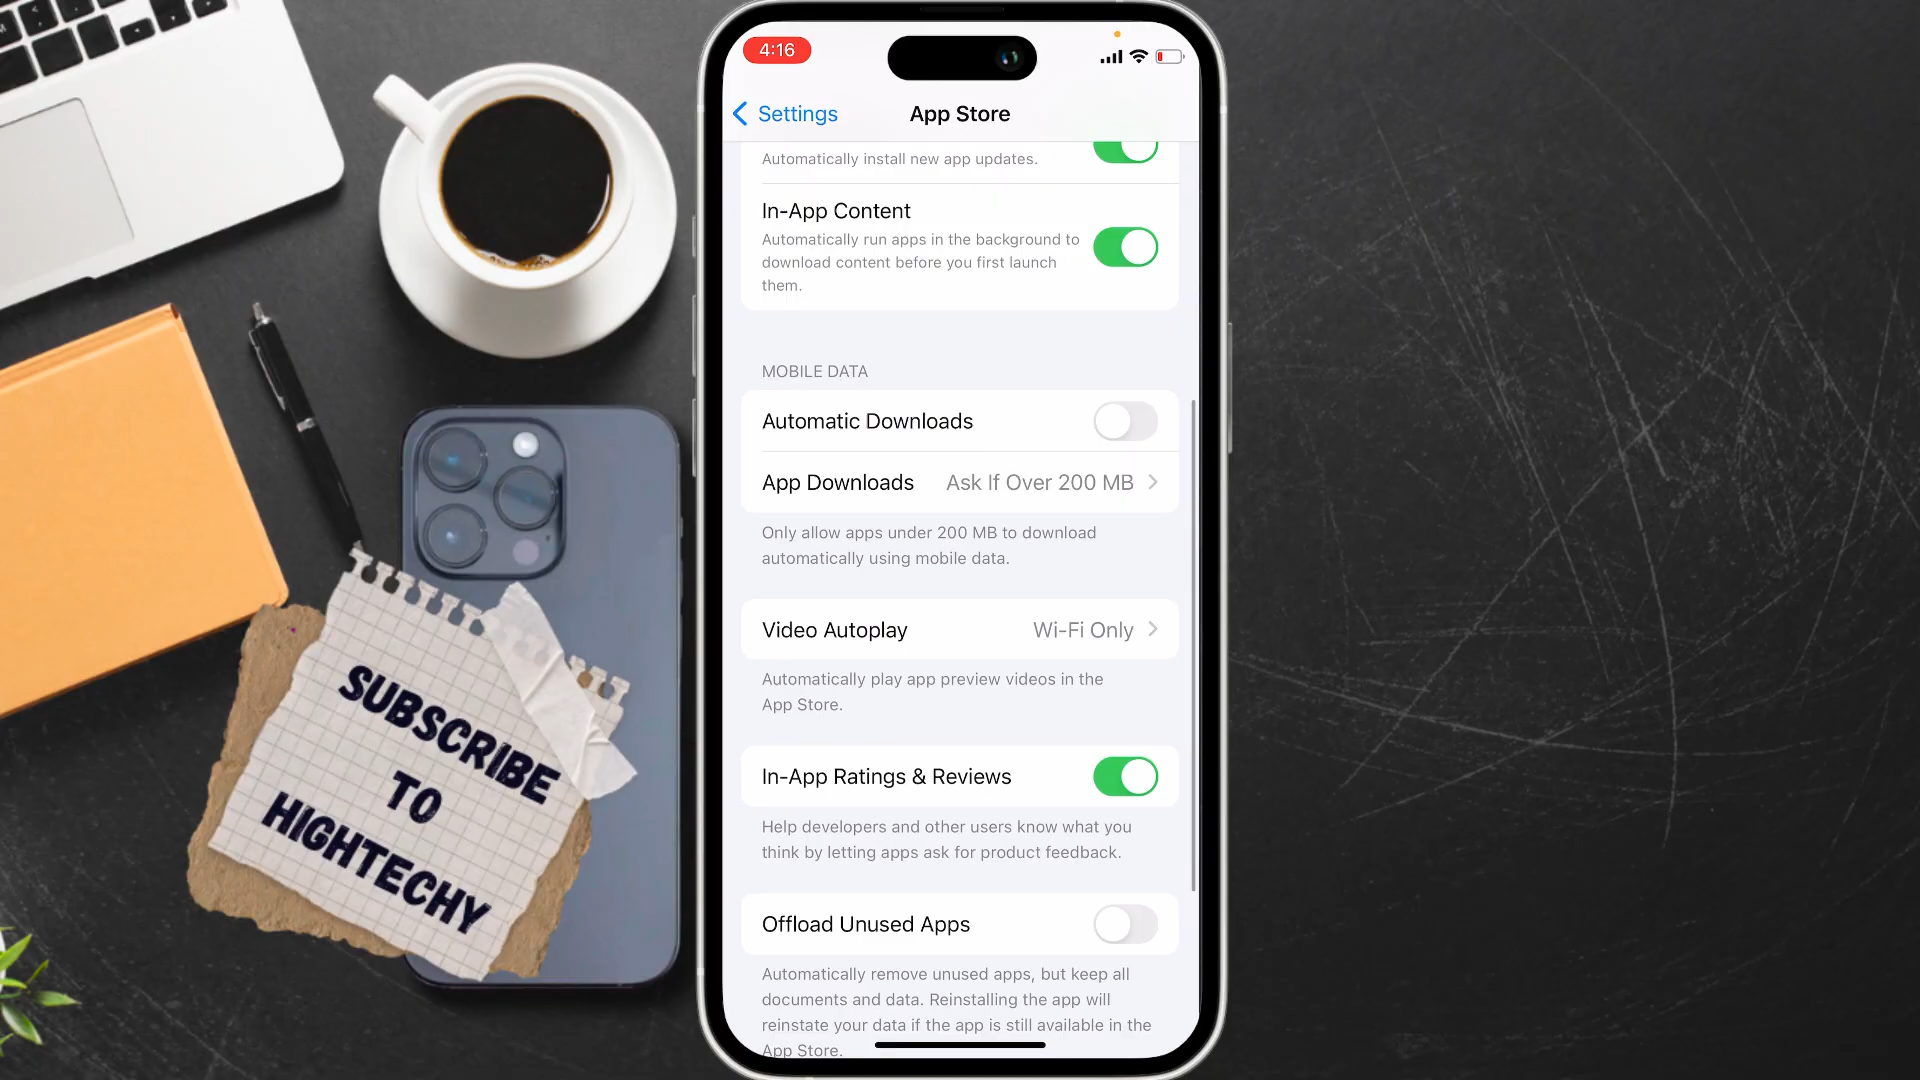 4:16
Settings
App Store
Automatically install new app updates.
In-App Content
Automatically run apps in the background to
download content before you first launch
them.
MOBILE DATA
Automatic Downloads
App Downloads Ask If Over 200 MB
Only allow apps under 200 MB to download
automatically using mobile data.
Video Autoplay Wi-Fi Only
Automatically play app preview videos in the
App Store.
In-App Ratings & Reviews
Help developers and other users know what you
think by letting apps ask for product feedback.
Offload Unused Apps
Automatically remove unused apps, but keep all
documents and data. Reinstalling the app will
reinstate your data if the app is still available in the
App Store.
SUBSCRIBE
TO
HIGHTECHY